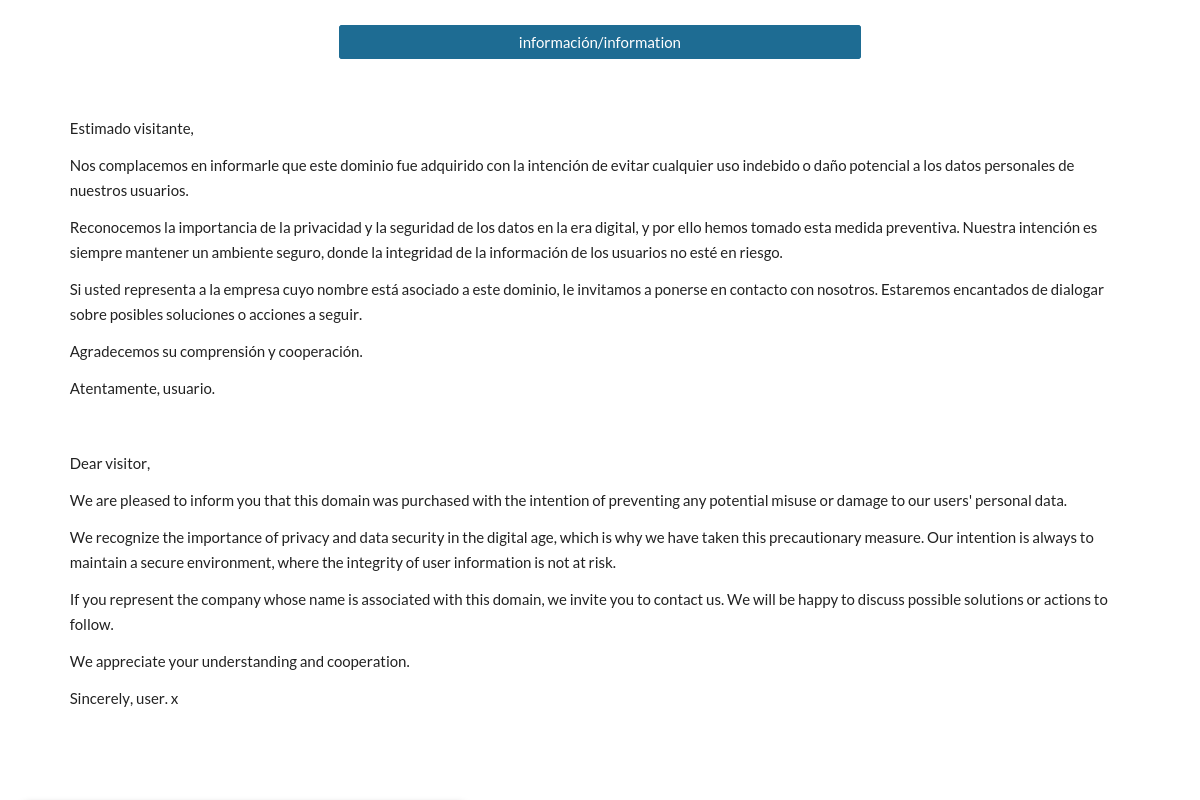 información/information
Estimado visitante,
Nos complacemos en informarle que este dominio fue adquirido con la intención de evitar cualquier uso indebido o daño potencial a los datos personales de
nuestros usuarios.
Reconocemos la importancia de la privacidad y la seguridad de los datos en la era digital, y por ello hemos tomado esta medida preventiva. Nuestra intención es
siempre mantener un ambiente seguro, donde la integridad de la información de los usuarios no esté en riesgo.
Si usted representa a la empresa cuyo nombre está asociado a este dominio, le invitamos a ponerse en contacto con nosotros. Estaremos encantados de dialogar
sobre posibles soluciones o acciones a seguir.
Agradecemos su comprensión y cooperación.
Atentamente, usuario.
Dear visitor,
We are pleased to inform you that this domain was purchased with the intention of preventing any potential misuse or damage to our users' personal data.
We recognize the importance of privacy and data security in the digital age, which is why we have taken this precautionary measure. Our intention is always to
maintain a secure environment, where the integrity of user information is not at risk.
If you represent the company whose name is associated with this domain, we invite you to contact us. We will be happy to discuss possible solutions or actions to
follow.
We appreciate your understanding and cooperation.
Sincerely, user. x